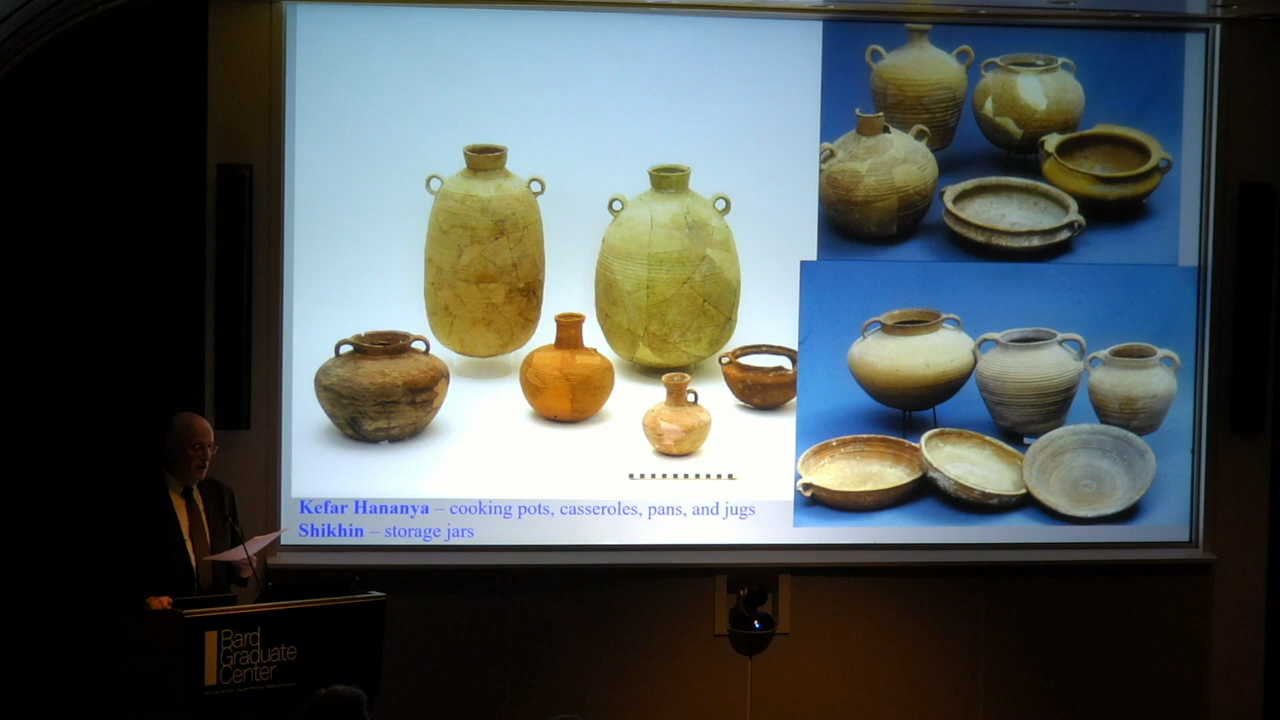 Kefar Hananya – cooking pots, casseroles, pans, and jugs
Shikhin – storage jars
Bard
Graduate
Center